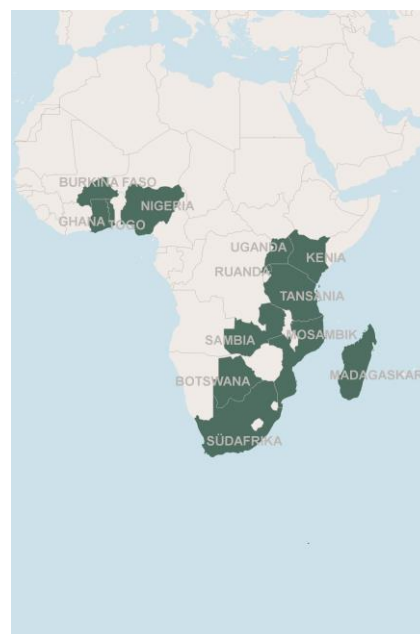 BURKINA FASO
NIGERIA
GHANA
TOGO
UGANDA
KENIA
RUANDA
TANSANIA
SAMBIA
MOSAMBIK
BOTSWANA
MADAGASKAR
SÜDAFRIKA